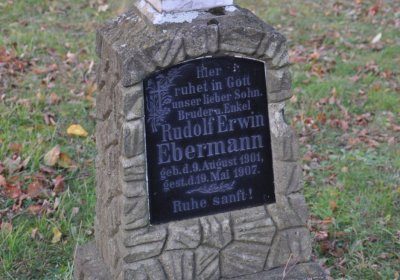 Hier
ruhet in Gott
unser lieber Sohn,
Bruder u. Enkel
Rudolf Erwin
Ebermann
geb. d. 9. August 1901,
gest. d. 19. Mai 1907.
Ruhe sanft!